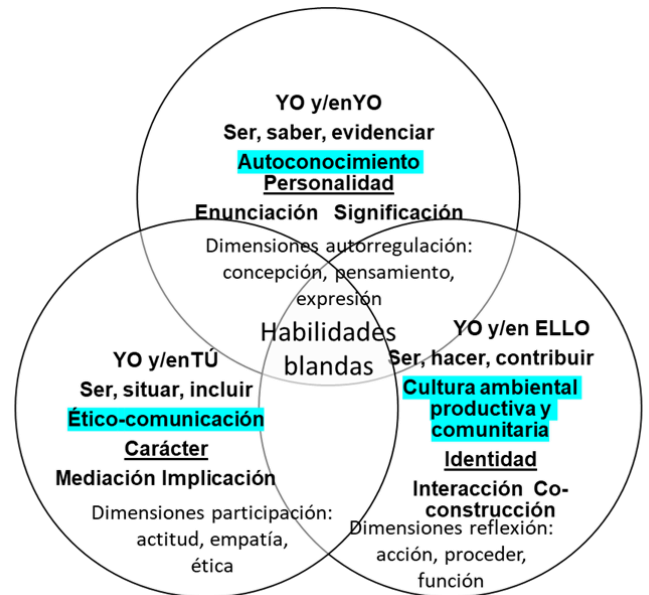 YO y/enYO
Ser, saber, evidenciar
Autoconocimiento
Personalidad
Enunciación Significación
Dimensiones autorregulación:
concepción, pensamiento,
expresión
Habilidades
blandas
YO y/enTÚ
Ser, situar, incluir
Ético-comunicación
Carácter
Mediación Implicación
Dimensiones participación:
actitud, empatía,
ética
YO y/en ELLO
Ser, hacer, contribuir
Cultura ambiental
productiva y
comunitaria
Identidad
Interacción Co-
construcción
Dimensiones reflexión:
acción, proceder,
función